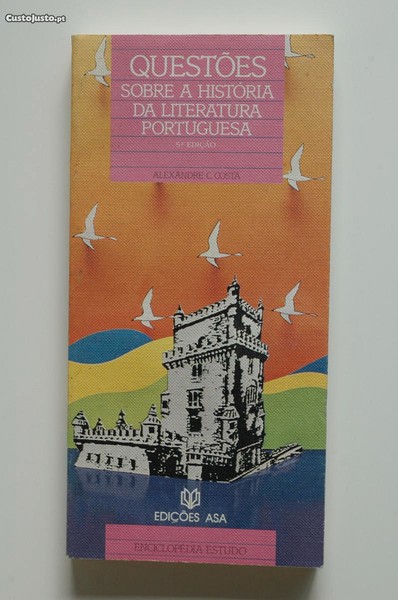 CustoJusto.pt
QUESTÕES
SOBRE A HISTÓRIA
DA LITERATURA
PORTUGUESA
5ª EDIÇÃO
ALEXANDRE C. COSTA
EDIÇÕES ASA
ENCICLOPÉDIA ESTUDO